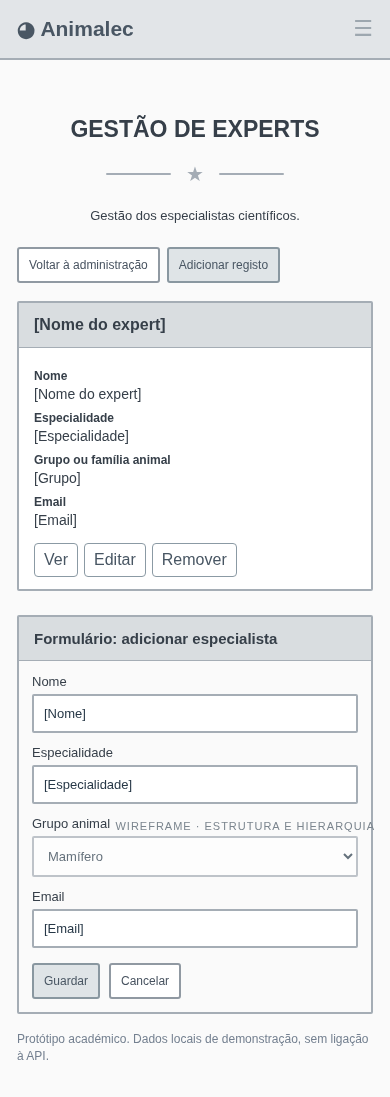 Animalec
GESTÃO DE EXPERTS
Gestão dos especialistas científicos.
Voltar à administração
Adicionar registo
[Nome do expert]
Nome
[Nome do expert]
Especialidade
[Especialidade]
Grupo ou família animal
[Grupo]
Email
[Email]
Ver
Editar
Remover
Formulário: adicionar especialista
Nome
[Nome]
Especialidade
[Especialidade]
Grupo animal
WIREFRAME · ESTRUTURA E HIERARQUIA
Mamífero
Email
[Email]
Guardar
Cancelar
Protótipo académico. Dados locais de demonstração, sem ligação
à API.